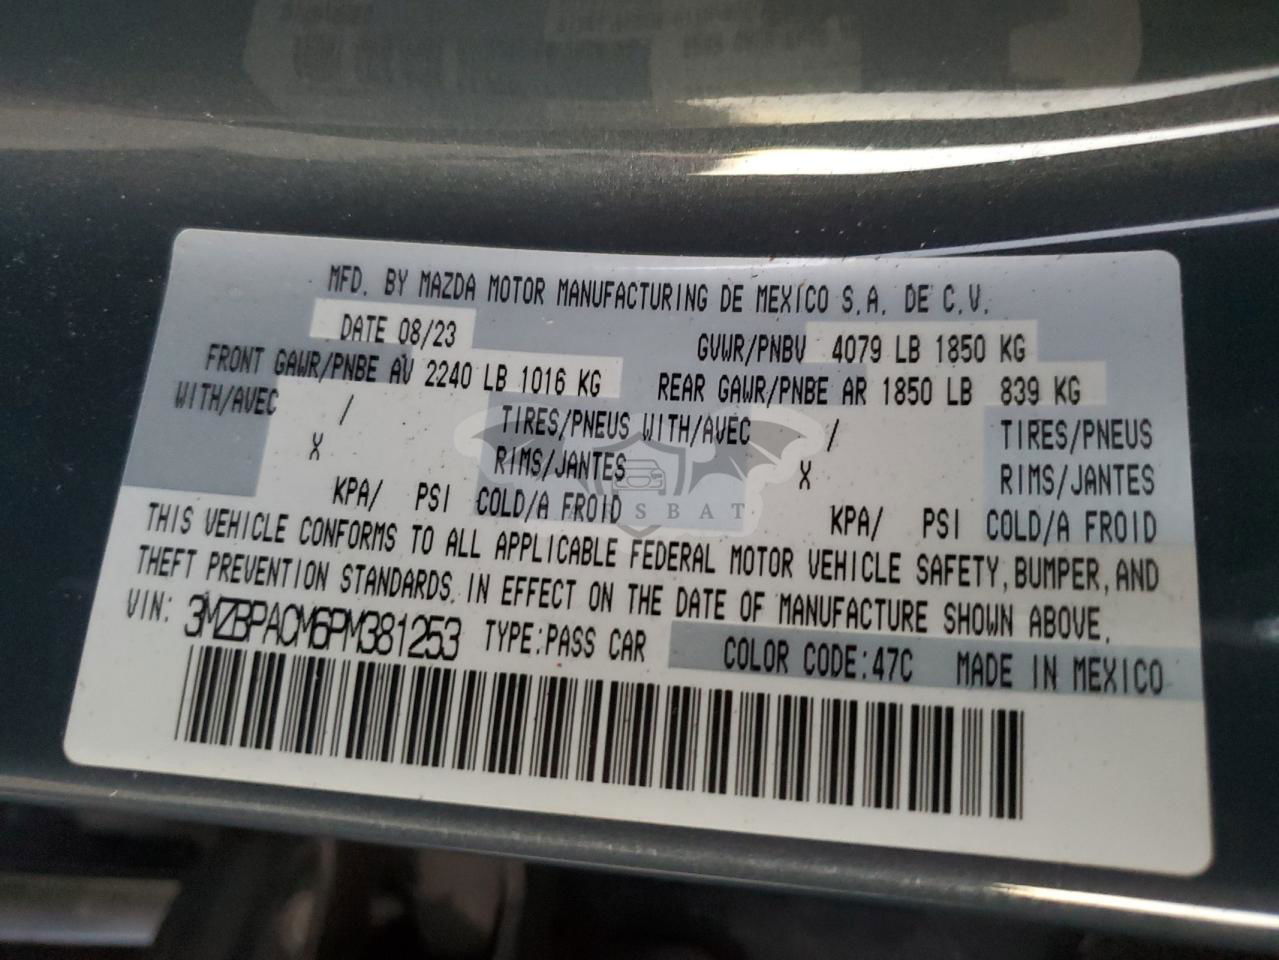 MFD. BY MAZDA MOTOR MANUFACTURING DE MEXICO S.A. DE C.V.
DATE 08/23 GVWR/PNBV 4079 LB 1850 KG
FRONT GAWR/PNBE AV 2240 LB 1016 KG REAR GAWR/PNBE AR 1850 LB 839 KG
WITH/AVEC / TIRES/PNEUS WITH/AVEC / TIRES/PNEUS
X RIMS/JANTES X RIMS/JANTES
KPA/ PSI COLD/A FROID KPA/ PSI COLD/A FROID
THIS VEHICLE CONFORMS TO ALL APPLICABLE FEDERAL MOTOR VEHICLE SAFETY, BUMPER, AND
THEFT PREVENTION STANDARDS. IN EFFECT ON THE DATE OF MANUFACTURE SHOWN ABOVE.
VIN: 3MZBPACM6PM381253 TYPE:PASS CAR COLOR CODE:47C MADE IN MEXICO